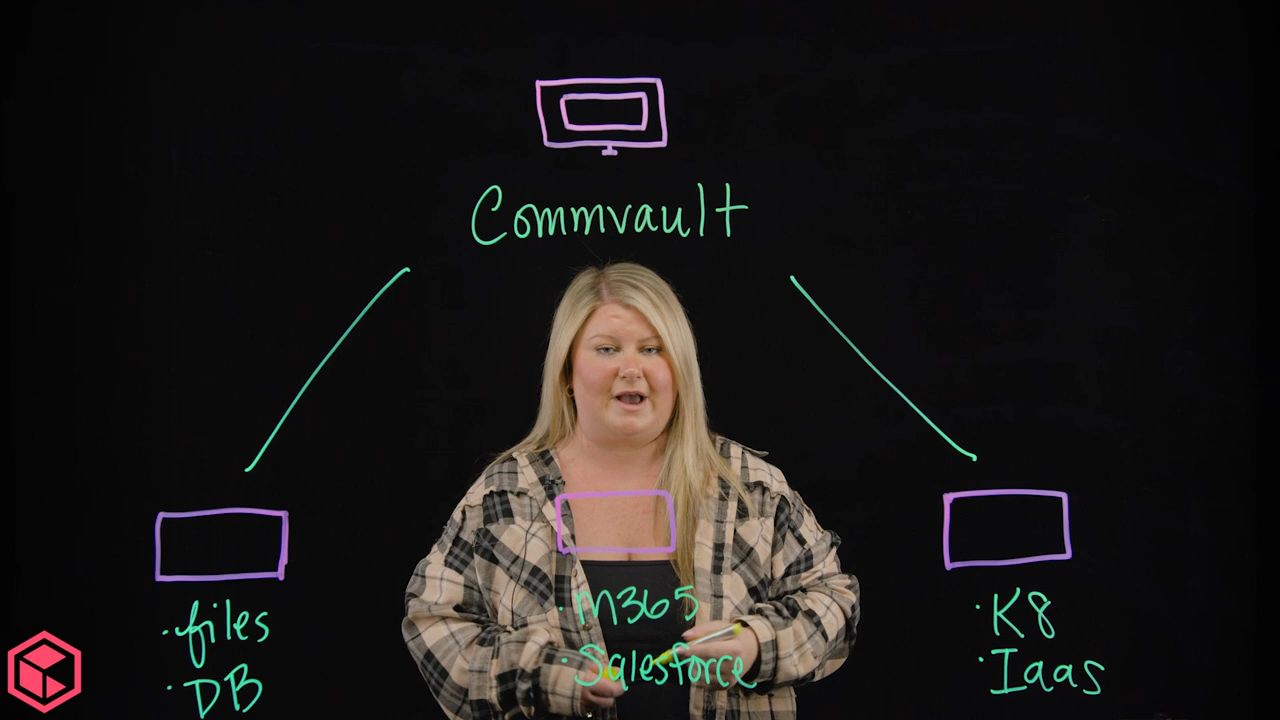 Commvault
· files
· DB
· M365
· Salesforce
· K8
· Iaas